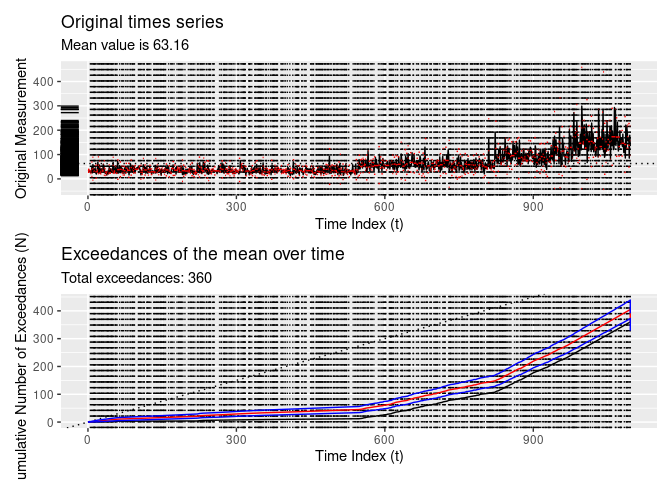 Original times series
Mean value is 63.16
Original Measurement
400
300
200
100
0
0
300
600
900
Time Index (t)
Exceedances of the mean over time
Total exceedances: 360
umulative Number of Exceedances (N)
400
300
200
100
0
0
300
600
900
Time Index (t)